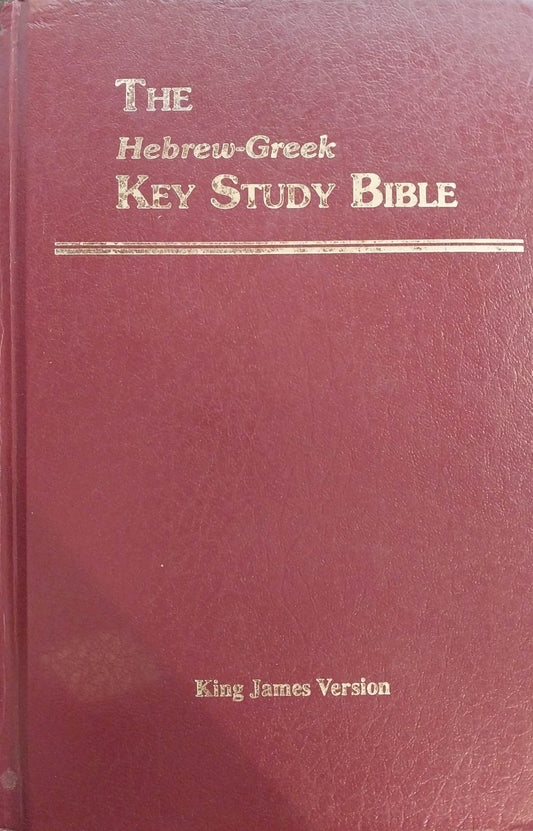 THE
Hebrew-Greek
KEY STUDY BIBLE
King James Version